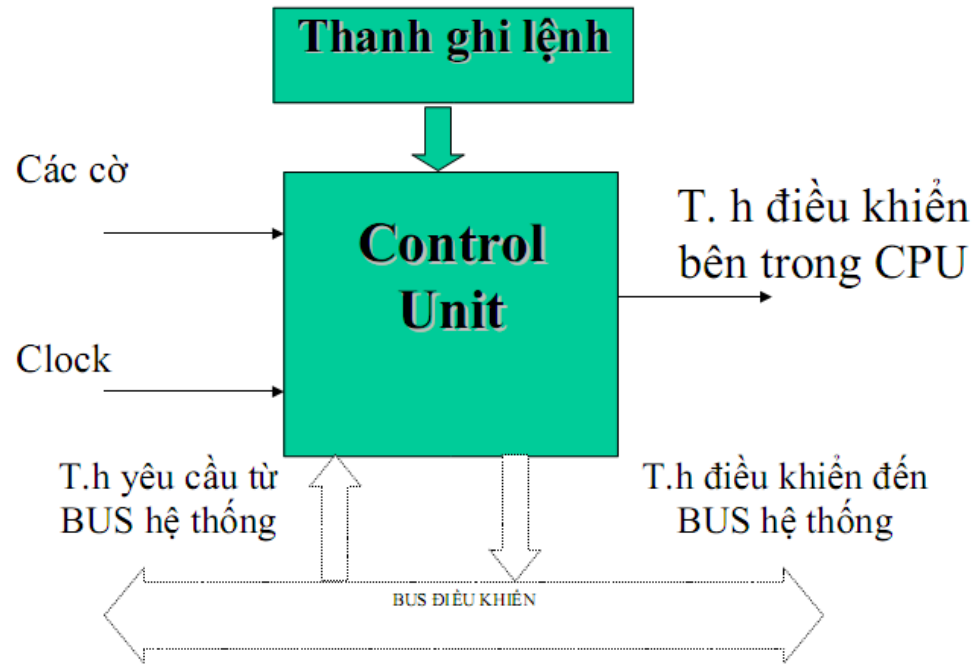 Thanh ghi lệnh
Các cờ
Control
Unit
T. h điều khiển
bên trong CPU
Clock
T.h yêu cầu từ
BUS hệ thống
T.h điều khiển đến
BUS hệ thống
BUS ĐIỀU KHIỂN